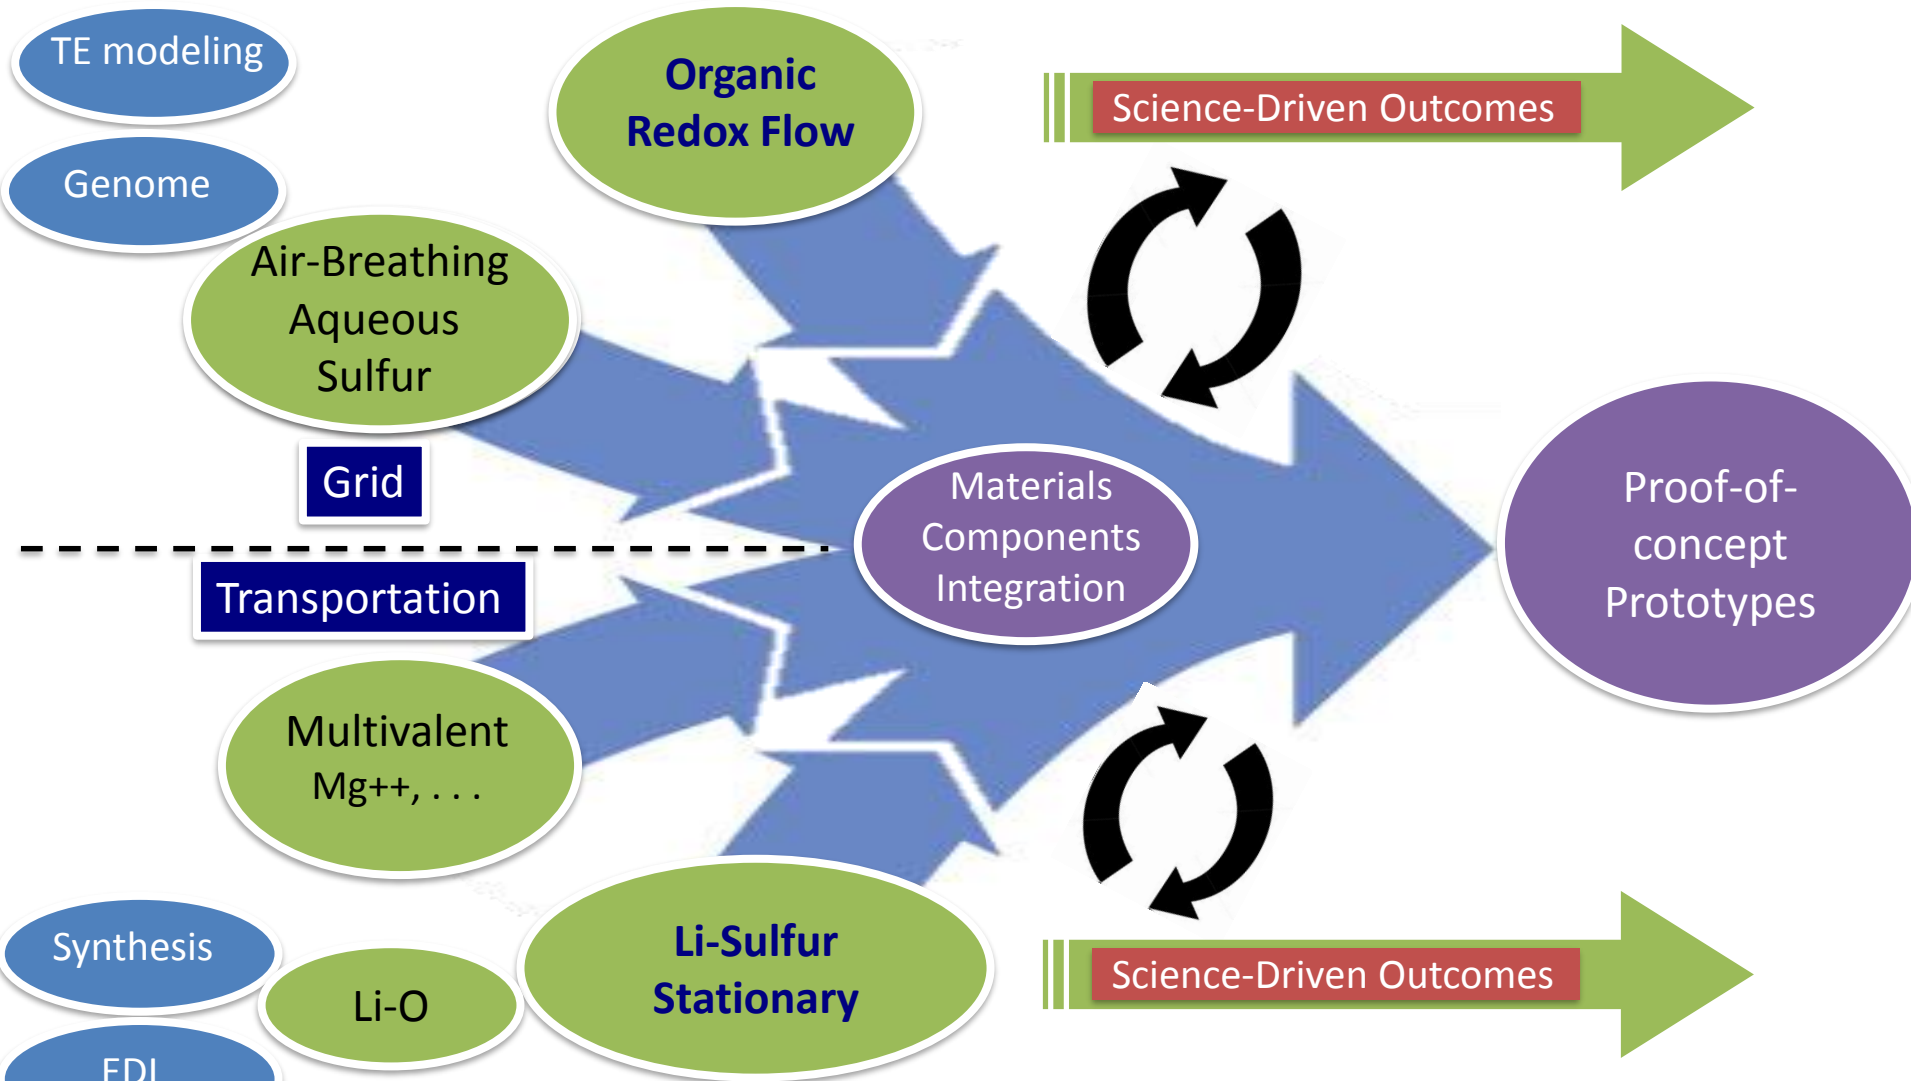 TE modeling
Genome
Organic
Redox Flow
Science-Driven Outcomes
Air-Breathing
Aqueous
Sulfur
Grid
Transportation
Materials
Components
Integration
Proof-of-
concept
Prototypes
Multivalent
Mg++, . . .
Synthesis
Li-O
Li-Sulfur
Stationary
Science-Driven Outcomes